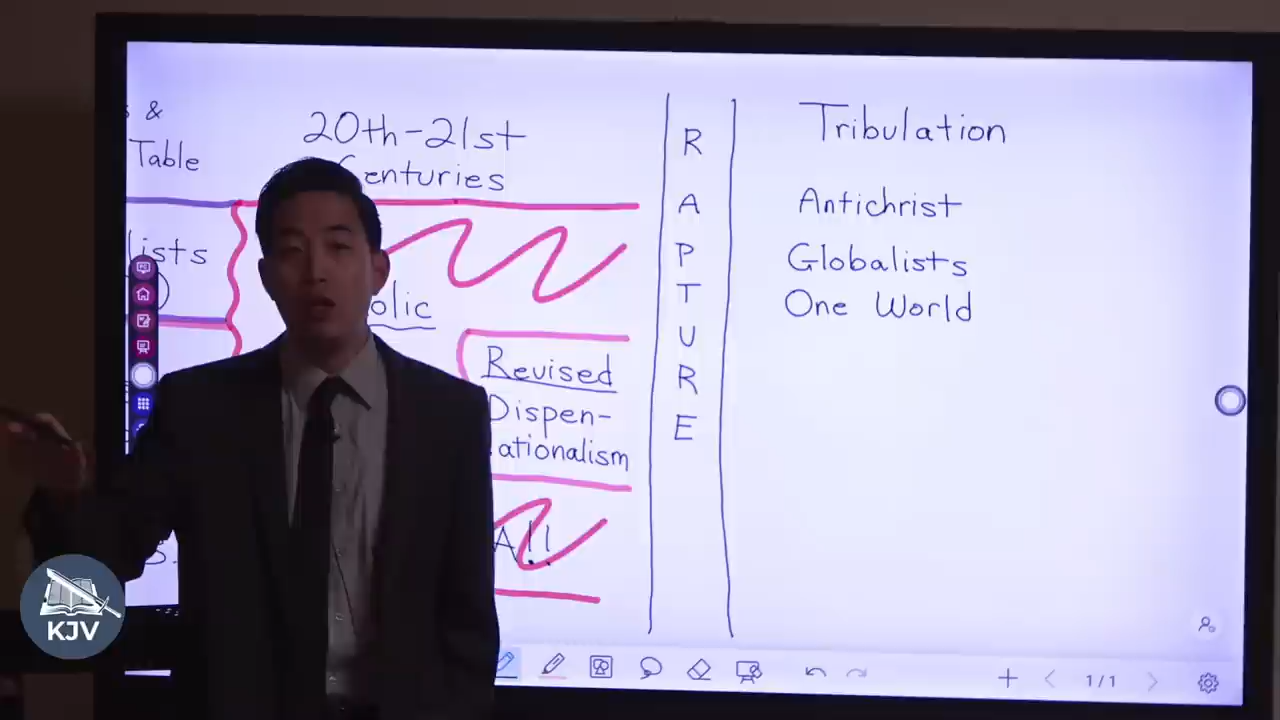 &
Table
20th-21st
Centuries
lists
olic
Revised
Dispen-
ationalism
All
R
A
P
T
U
R
E
Tribulation
Antichrist
Globalists
One World
1/1
KJV